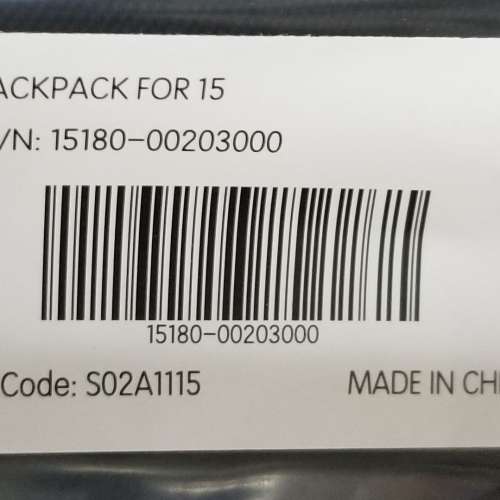 ACKPACK FOR 15
/N: 15180-00203000
15180-00203000
Code: S02A1115
MADE IN CH